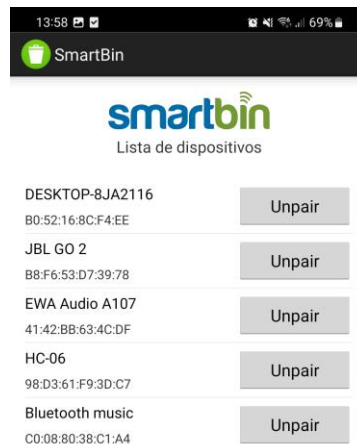 13:58 69%
SmartBin
smartbin
Lista de dispositivos
DESKTOP-8JA2116
B0:52:16:8C:F4:EE
Unpair
JBL GO 2
B8:F6:53:D7:39:78
Unpair
EWA Audio A107
41:42:BB:63:4C:DF
Unpair
HC-06
98:D3:61:F9:3D:C7
Unpair
Bluetooth music
C0:08:80:38:C1:A4
Unpair